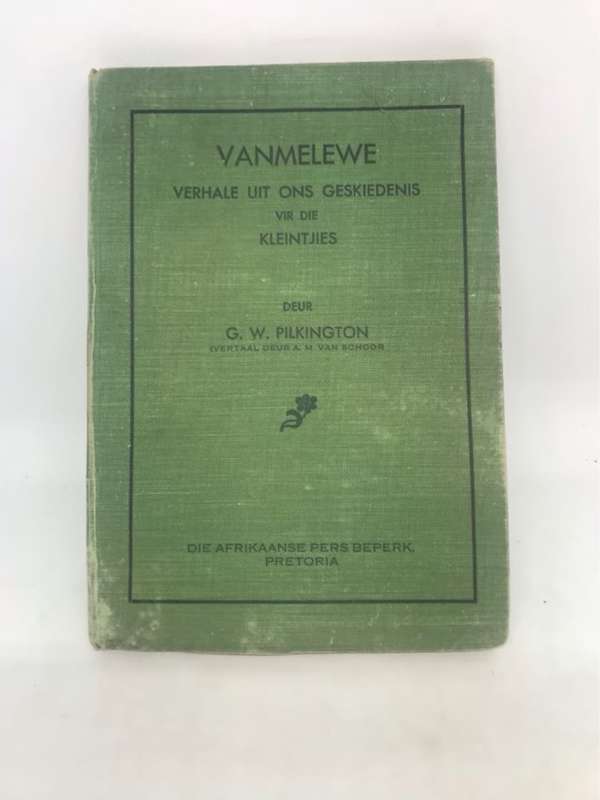 VANMELEWE
VERHALE UIT ONS GESKIEDENIS
VIR DIE
KLEINTJIES
DEUR
G. W. PILKINGTON
(VERTAAL DEUR A. M. VAN SCHOOR)
DIE AFRIKAANSE PERS BEPERK,
PRETORIA